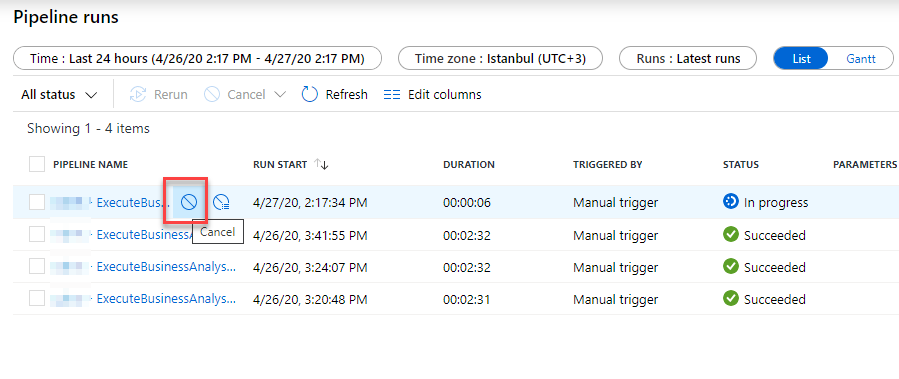 Pipeline runs
Time : Last 24 hours (4/26/20 2:17 PM - 4/27/20 2:17 PM) Time zone : Istanbul (UTC+3) Runs : Latest runs List Gantt
All status Rerun Cancel Refresh Edit columns
Showing 1 - 4 items
PIPELINE NAME RUN START DURATION TRIGGERED BY STATUS PARAMETERS
ExecuteBus... 4/27/20, 2:17:34 PM 00:00:06 Manual trigger In progress
Cancel
ExecuteBusinessA 4/26/20, 3:41:55 PM 00:02:32 Manual trigger Succeeded
ExecuteBusinessAnalys... 4/26/20, 3:24:07 PM 00:02:32 Manual trigger Succeeded
ExecuteBusinessAnalys... 4/26/20, 3:20:48 PM 00:02:31 Manual trigger Succeeded